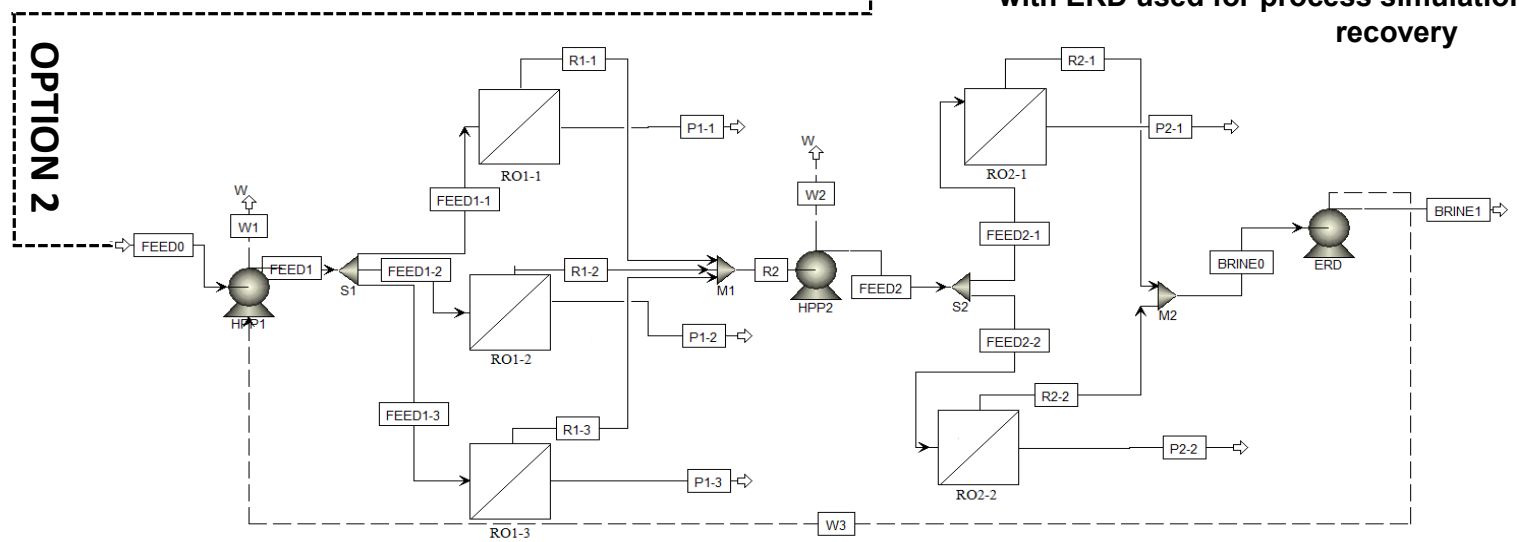 with ERD used for process simulation
recovery
OPTION 2
R1-1
R2-1
P1-1
P2-1
RO1-1
RO2-1
W
W
W1
W2
FEED1-1
FEED0
FEED1
FEED1-2
R1-2
R2
FEED2
FEED2-1
BRINE0
BRINE1
ERD
S1
M1
HPP2
S2
M2
HPP1
P1-2
FEED2-2
RO1-2
FEED1-3
R1-3
R2-2
P2-2
P1-3
RO2-2
RO1-3
W3